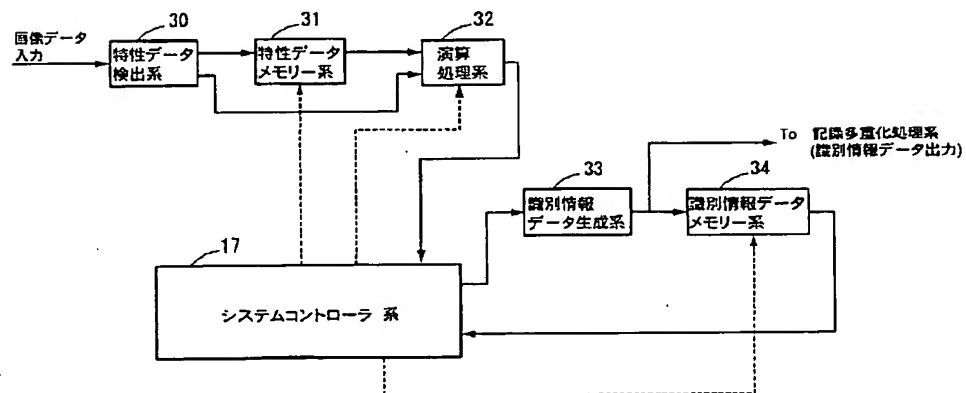 30
31
32
画像データ
入力
特性データ
検出系
特性データ
メモリー系
演算
処理系
To 記録多重化処理系
(識別情報データ出力)
33
34
識別情報
データ生成系
識別情報データ
メモリー系
17
システムコントローラ 系